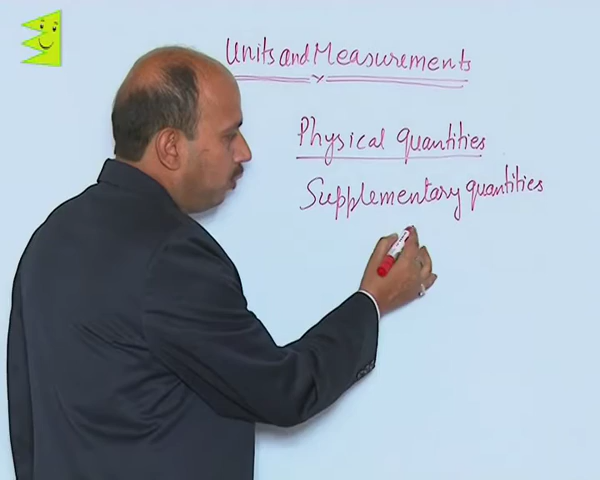 Units and Measurements
Physical Quantities
Supplementary quantities